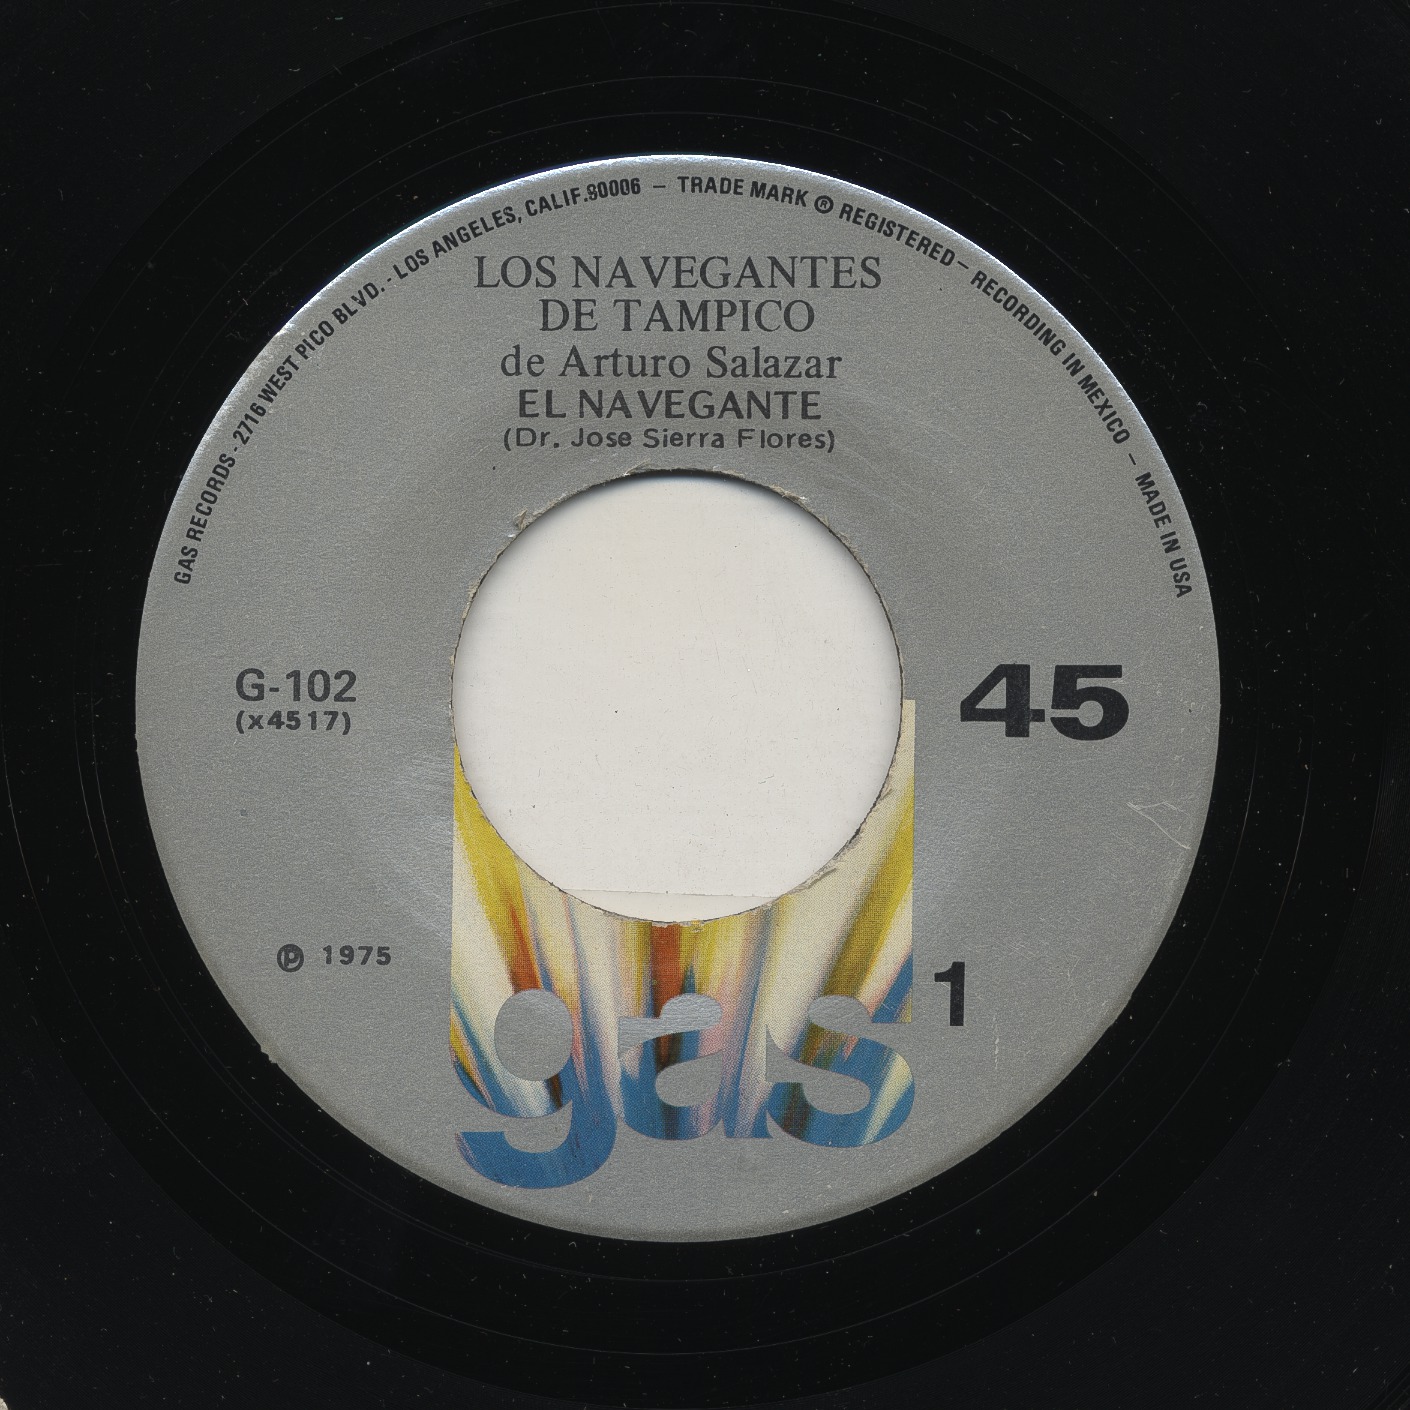 GAS RECORDS - 2716 WEST PICO BLVD. - LOS ANGELES, CALIF. 90006 — TRADE MARK ® REGISTERED — RECORDING IN MEXICO — MADE IN USA
LOS NAVEGANTES
DE TAMPICO
de Arturo Salazar
EL NAVEGANTE
(Dr. Jose Sierra Flores)
G-102
(x4517)
45
℗ 1975
1
gas